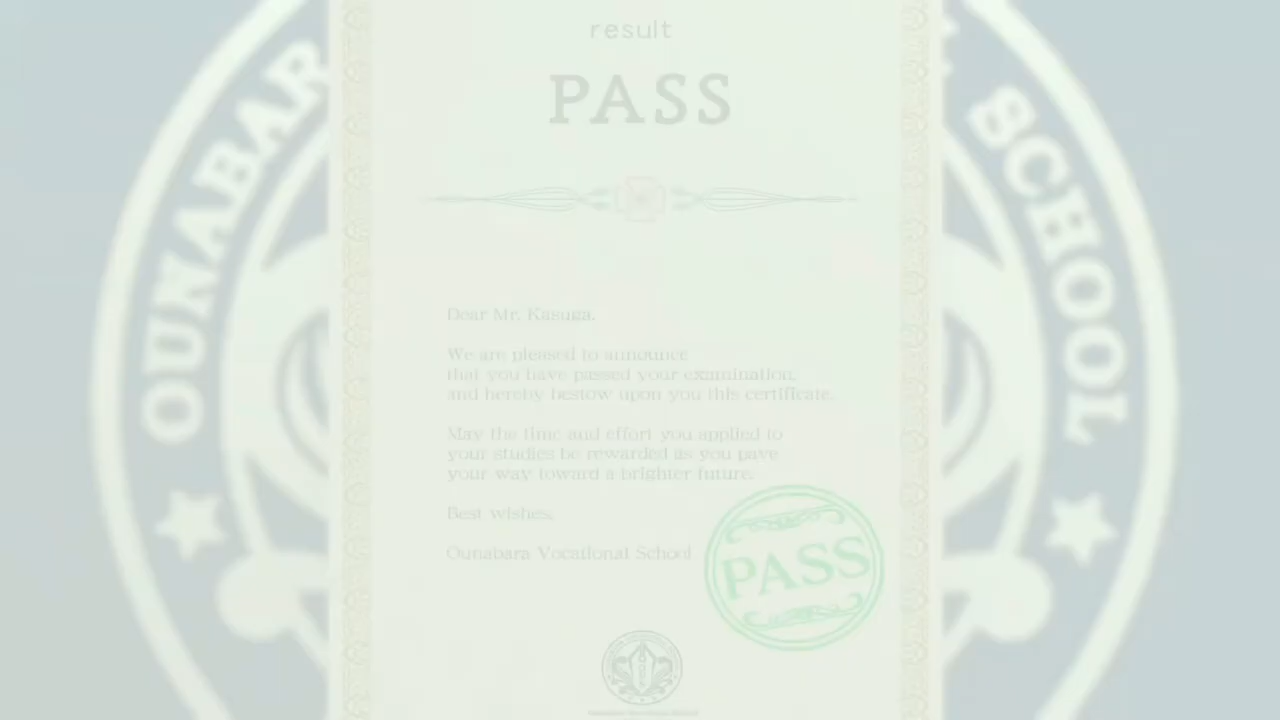 result
PASS
OUNABAR
SCHOOL
Dear Mr. Kasuga.
We are pleased to announce
that you have passed your examination,
and hereby bestow upon you this certificate.
May the time and effort you applied to
your studies be rewarded as you pave
your way toward a brighter future.
Best wishes.
Ounabara Vocational School
PASS